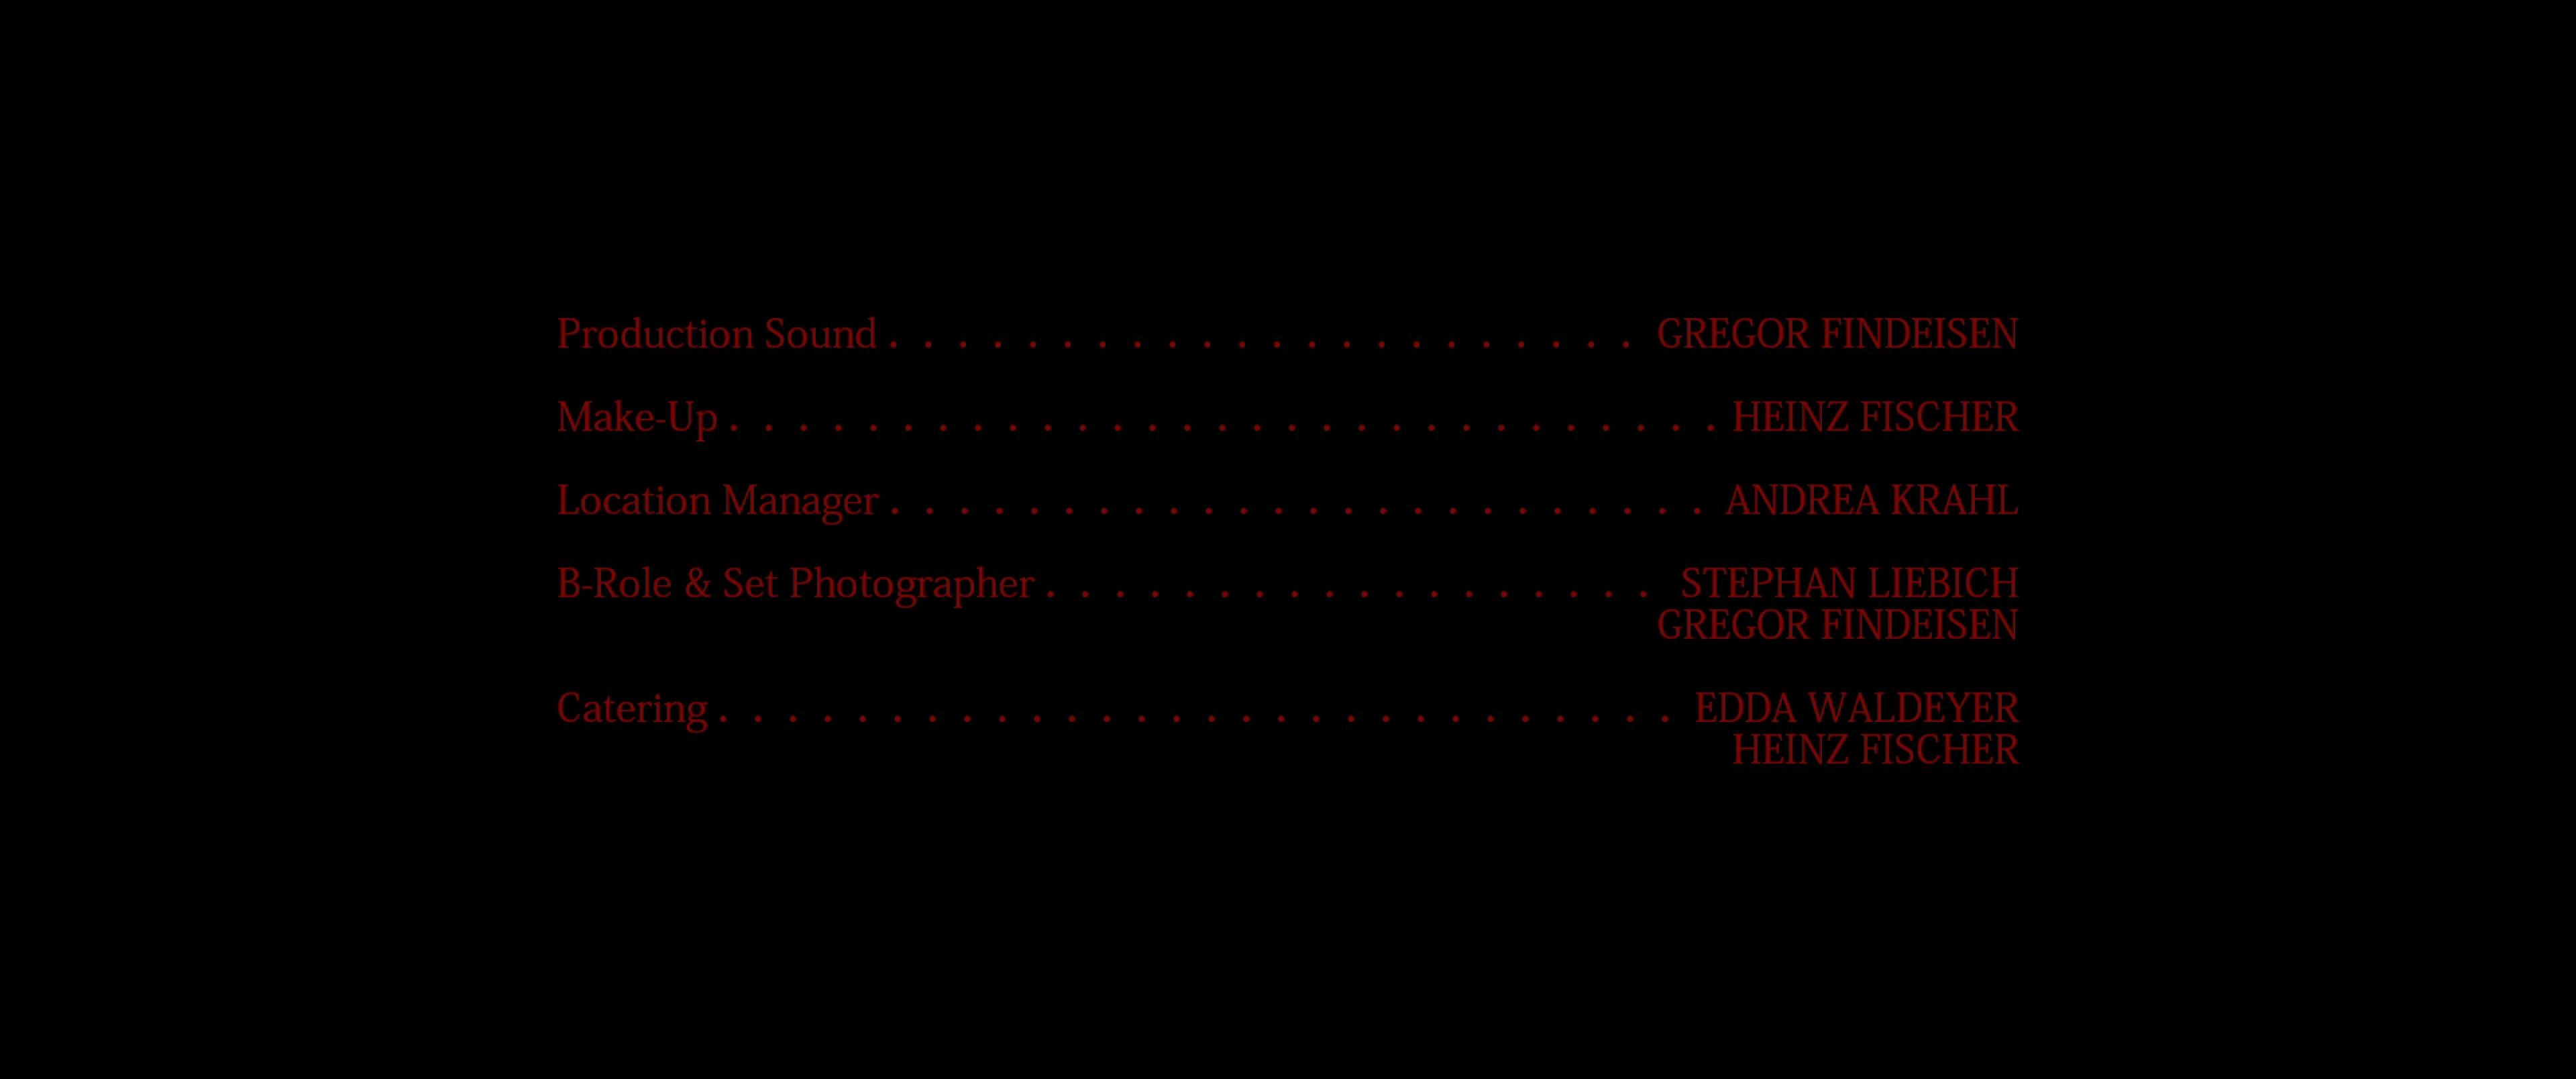 Production Sound . . . . . . . . . . . . . . . . . . . . . . GREGOR FINDEISEN
Make-Up . . . . . . . . . . . . . . . . . . . . . . . . . . . . . HEINZ FISCHER
Location Manager . . . . . . . . . . . . . . . . . . . . . . . . ANDREA KRAHL
B-Role & Set Photographer . . . . . . . . . . . . . . . . . . STEPHAN LIEBICH
GREGOR FINDEISEN
Catering . . . . . . . . . . . . . . . . . . . . . . . . . . . . EDDA WALDEYER
HEINZ FISCHER